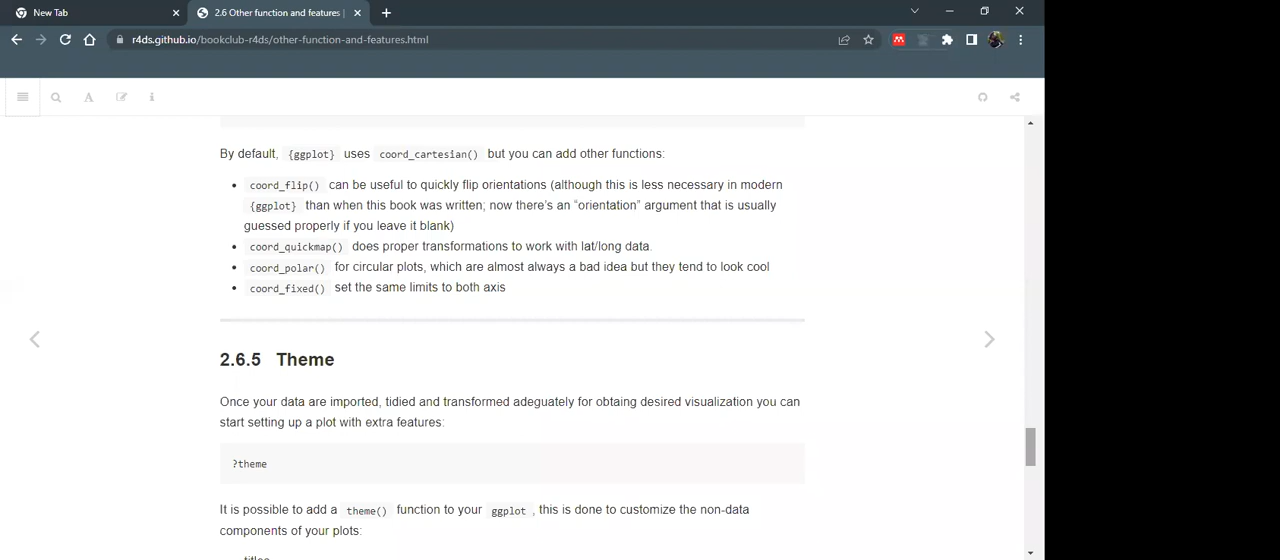 New Tab
2.6 Other function and features |
r4ds.github.io/bookclub-r4ds/other-function-and-features.html
By default, {ggplot} uses coord_cartesian() but you can add other functions:
• coord_flip() can be useful to quickly flip orientations (although this is less necessary in modern
{ggplot} than when this book was written; now there's an “orientation” argument that is usually
guessed properly if you leave it blank)
• coord_quickmap() does proper transformations to work with lat/long data.
• coord_polar() for circular plots, which are almost always a bad idea but they tend to look cool
• coord_fixed() set the same limits to both axis
2.6.5 Theme
Once your data are imported, tidied and transformed adequately for obtaing desired visualization you can
start setting up a plot with extra features:
?theme
It is possible to add a theme() function to your ggplot , this is done to customize the non-data
components of your plots:
titles